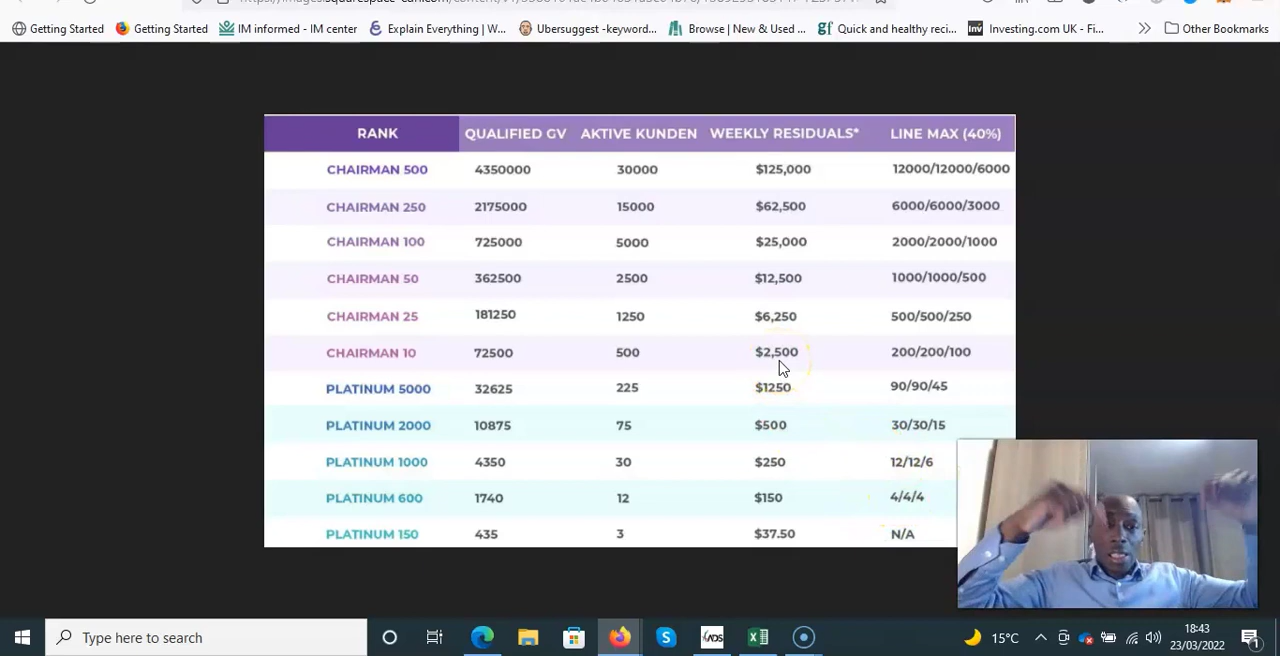 Getting Started
Getting Started
IM informed - IM center
Explain Everything | W...
Ubersuggest -keyword...
Browse | New & Used ...
Quick and healthy reci...
Investing.com UK - Fi...
Other Bookmarks
RANK QUALIFIED CV AKTIVE KUNDEN WEEKLY RESIDUALS* LINE MAX (40%)
CHAIRMAN 500 4350000 30000 $125,000 12000/12000/6000
CHAIRMAN 250 2175000 15000 $62,500 6000/6000/3000
CHAIRMAN 100 725000 5000 $25,000 2000/2000/1000
CHAIRMAN 50 362500 2500 $12,500 1000/1000/500
CHAIRMAN 25 181250 1250 $6,250 500/500/250
CHAIRMAN 10 72500 500 $2,500 200/200/100
PLATINUM 5000 32625 225 $1250 90/90/45
PLATINUM 2000 10875 75 $500 30/30/15
PLATINUM 1000 4350 30 $250 12/12/6
PLATINUM 600 1740 12 $150 4/4/4
PLATINUM 150 435 3 $37.50 N/A
Type here to search
15°C
18:43
23/03/2022